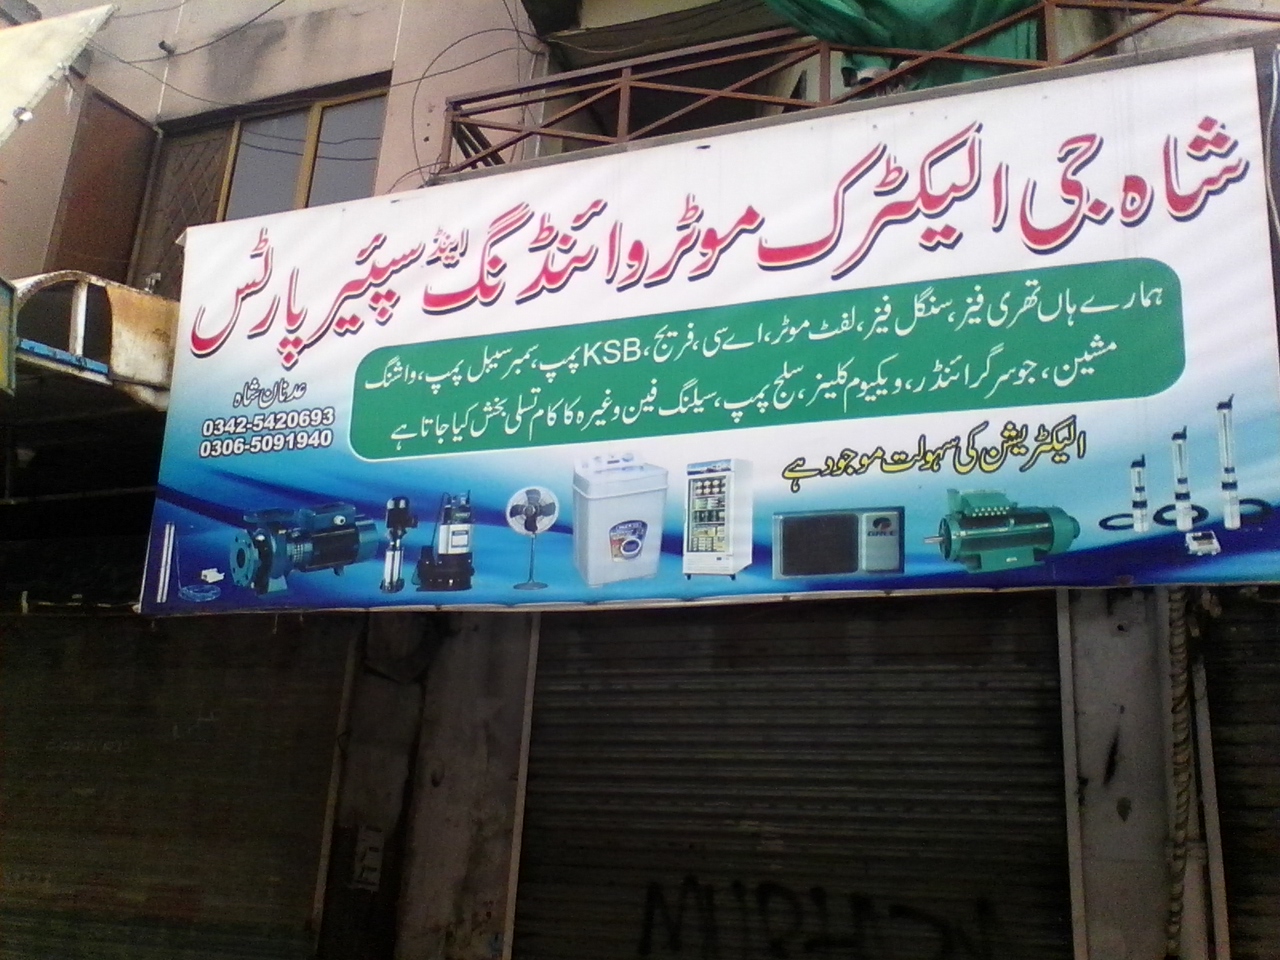 شاہ جی الیکٹرک موٹر وائنڈنگ اینڈ سپئیر پارٹس
ہمارے ہاں تھری فیز، سنگل فیز، لفٹ موٹر، اے سی، فریج، KSB پمپ، سمبر سیبل پمپ، واشنگ
مشین، جوسر گرائنڈر، ویکیوم کلینر، سلج پمپ، سیلنگ فین وغیرہ کا کام تسلی بخش کیا جاتا ہے
عدنان شاہ
0342-5420693
0306-5091940
الیکٹریشن کی سہولت موجود ہے